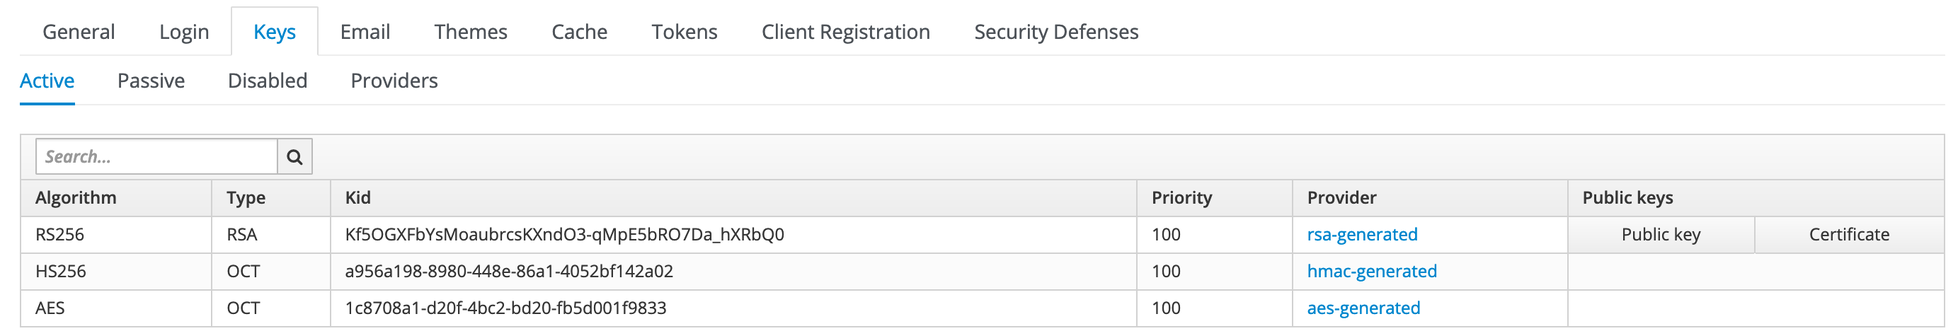 General Login Keys Email Themes Cache Tokens Client Registration Security Defenses
Active Passive Disabled Providers
Search...
Algorithm Type Kid Priority Provider Public keys
RS256 RSA Kf5OGXFbYsMoaubrcsKXndO3-qMpE5bRO7Da_hXRbQ0 100 rsa-generated Public key Certificate
HS256 OCT a956a198-8980-448e-86a1-4052bf142a02 100 hmac-generated
AES OCT 1c8708a1-d20f-4bc2-bd20-fb5d001f9833 100 aes-generated